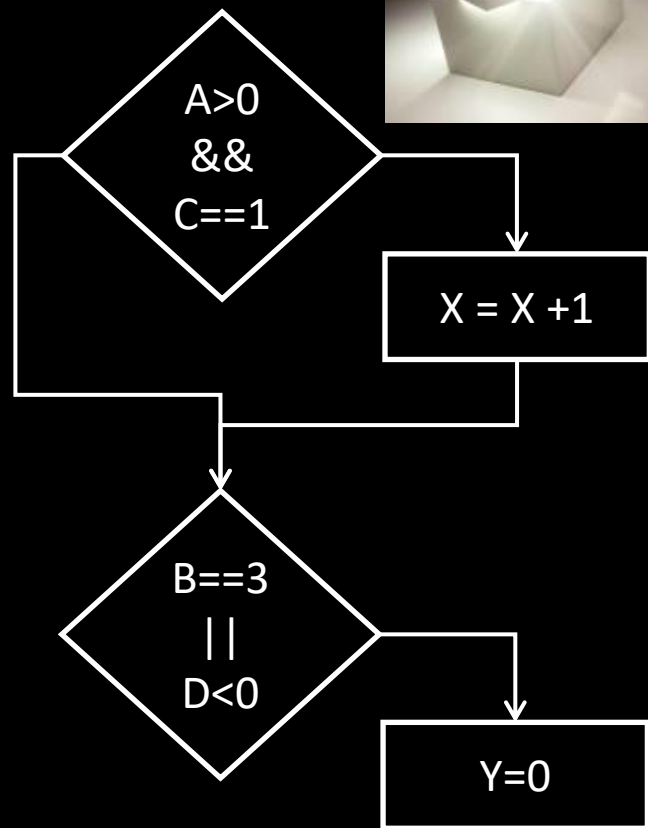 A>0
&&
C==1
X = X +1
B==3
||
D<0
Y=0